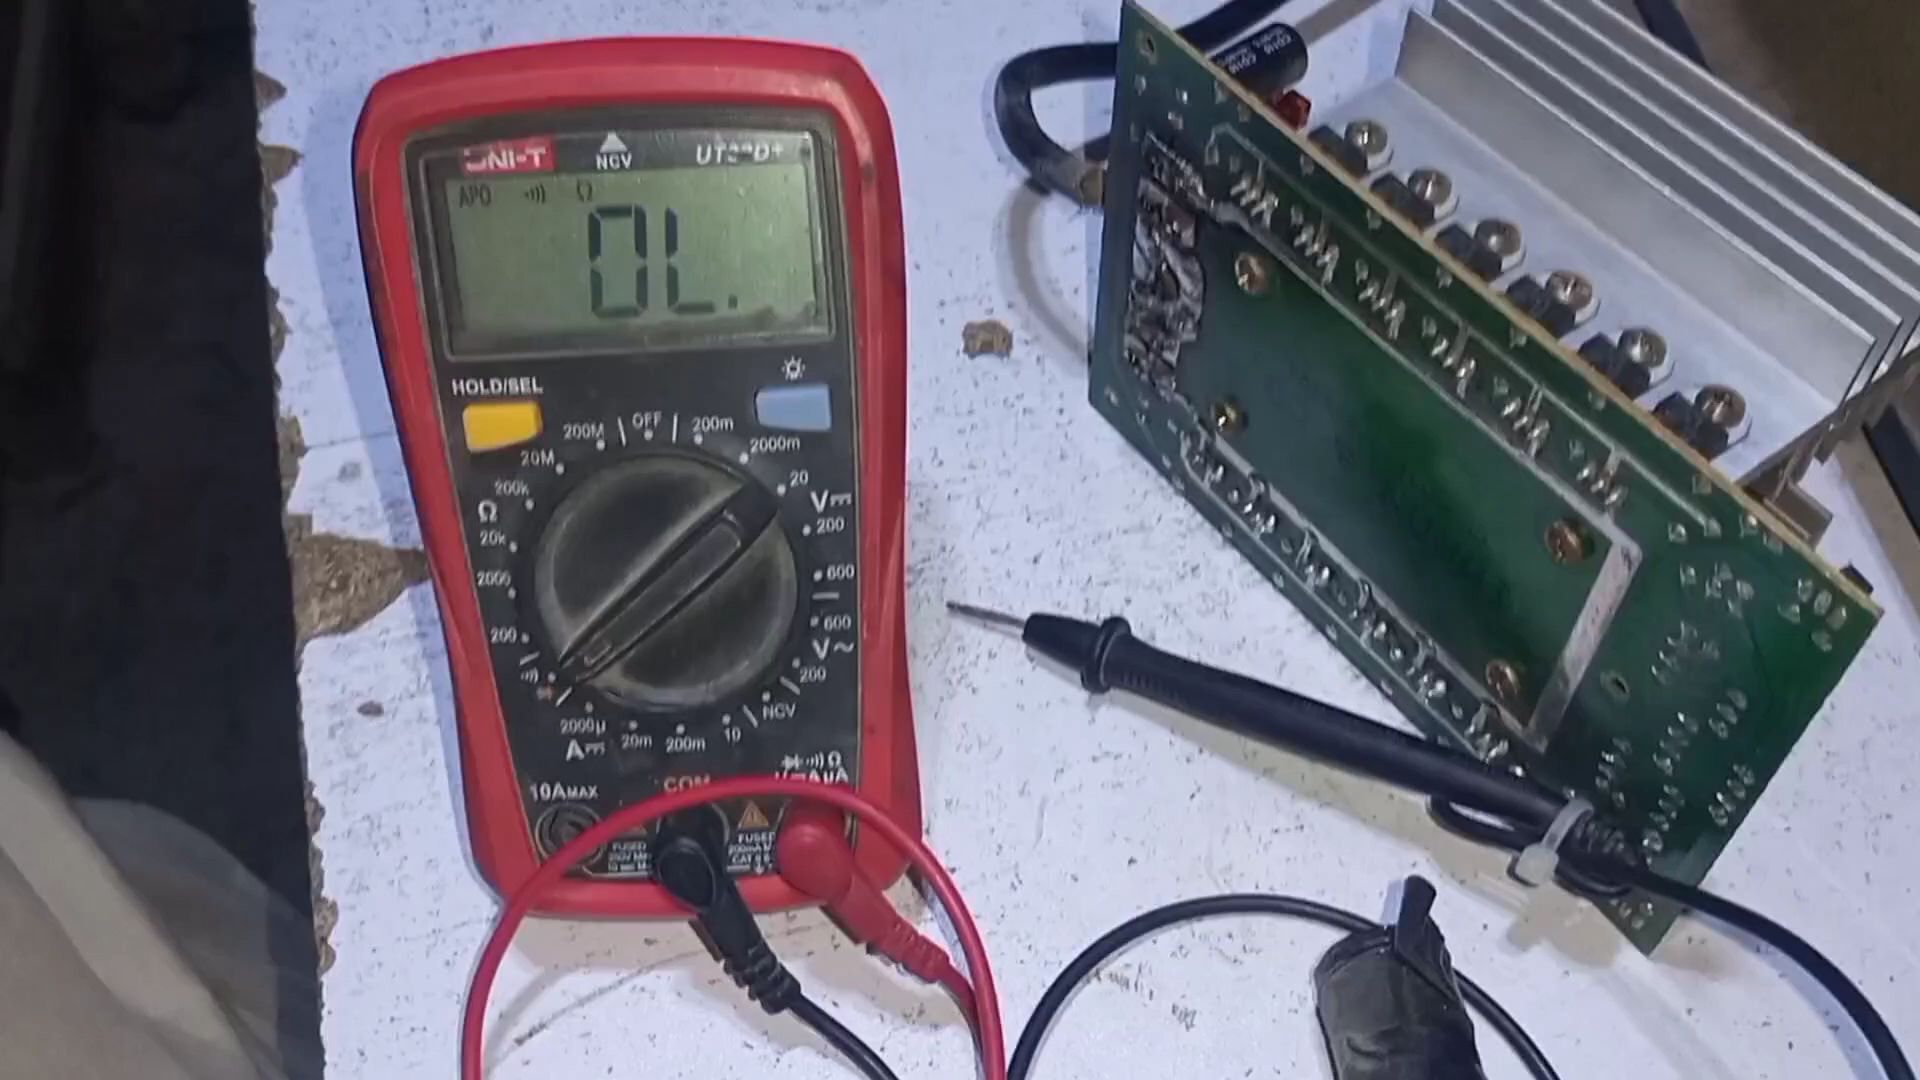 UNI-T
NCV
APO Ω
0L.
HOLD/SEL
200M OFF 200m
20M 2000m
200k 20
Ω V
20k 200
2000 600
600
200 V~
200
NCV
2000µ 20m 200m 10
A
10AMAX COM Ω
FUSED
FUSED